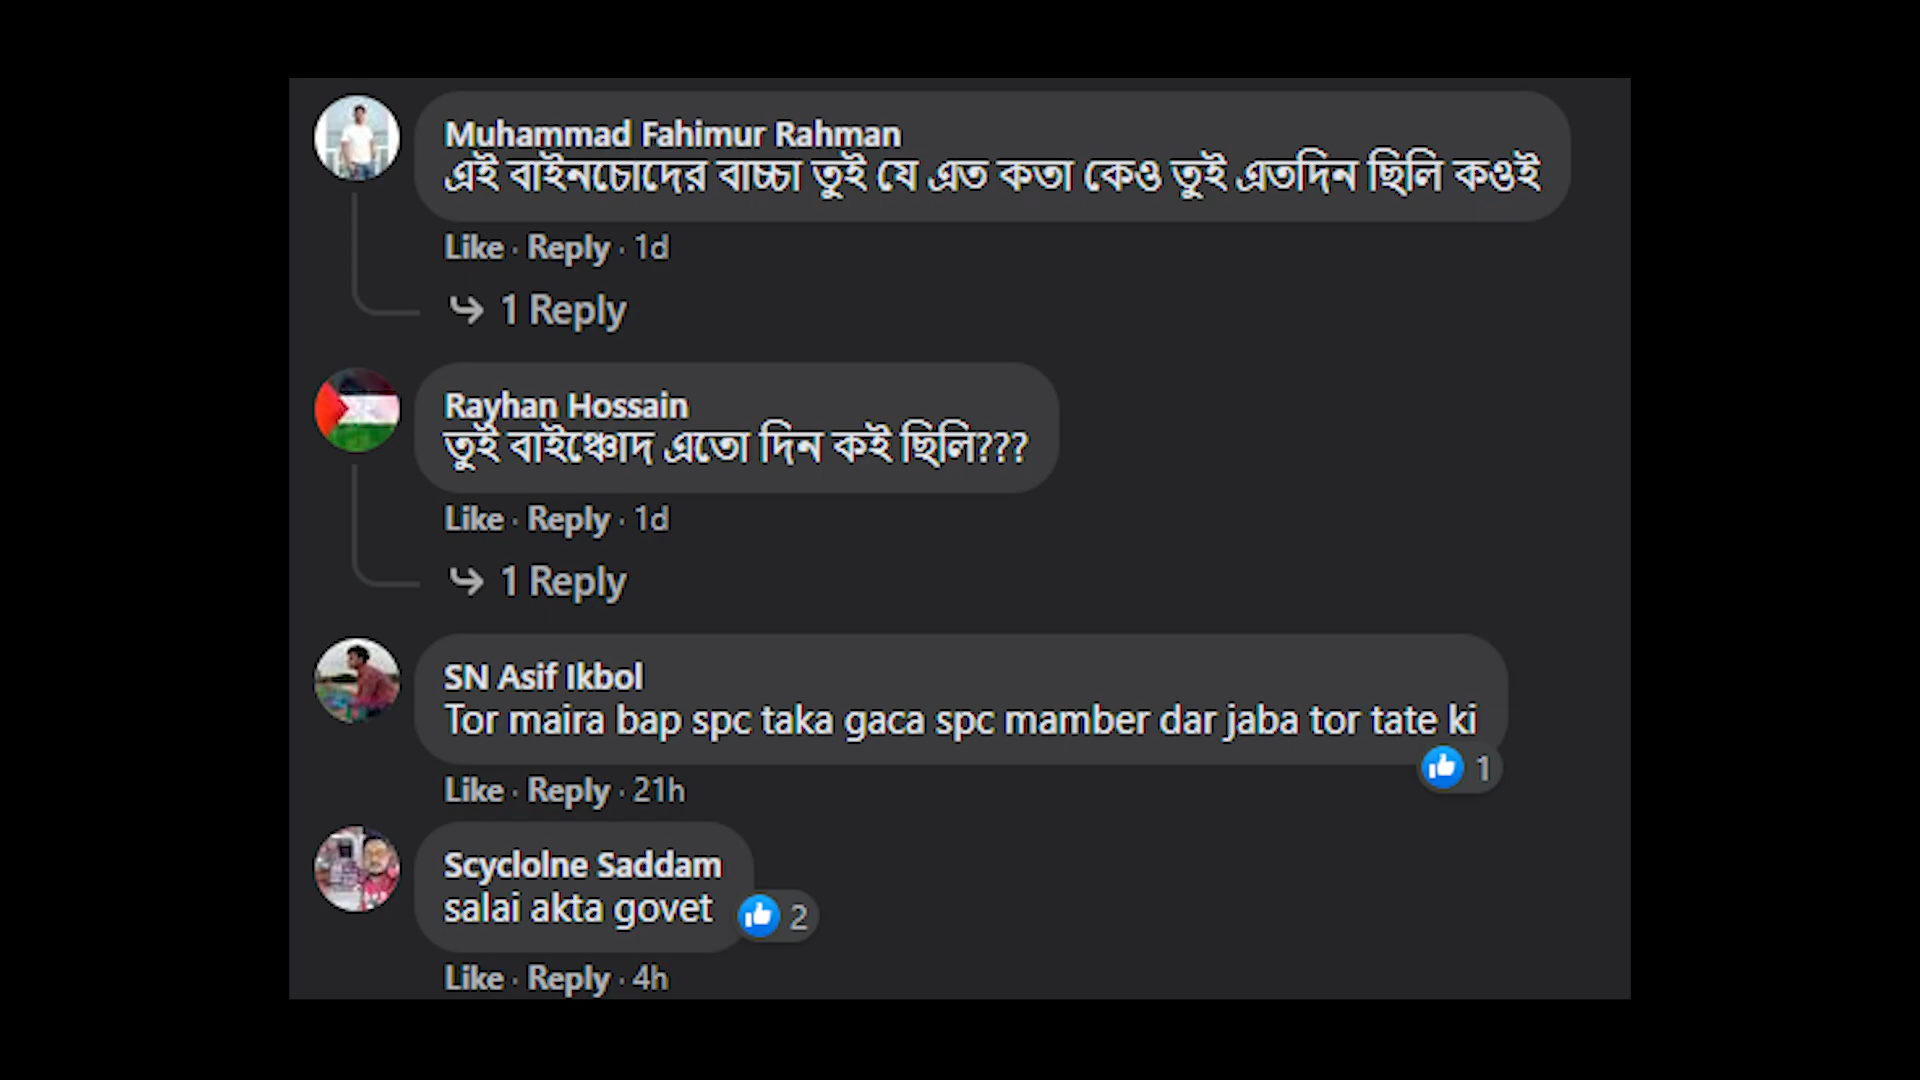 Muhammad Fahimur Rahman
এই বাইনচোদের বাচ্চা তুই যে এত কতা কেও তুই এতদিন ছিলি কওই
Like · Reply · 1d
1 Reply
Rayhan Hossain
তুই বাইঞ্চোদ এতো দিন কই ছিলি???
Like · Reply · 1d
1 Reply
SN Asif Ikbol
Tor maira bap spc taka gaca spc mamber dar jaba tor tate ki
1
Like · Reply · 21h
Scyclolne Saddam
salai akta govet
2
Like · Reply · 4h